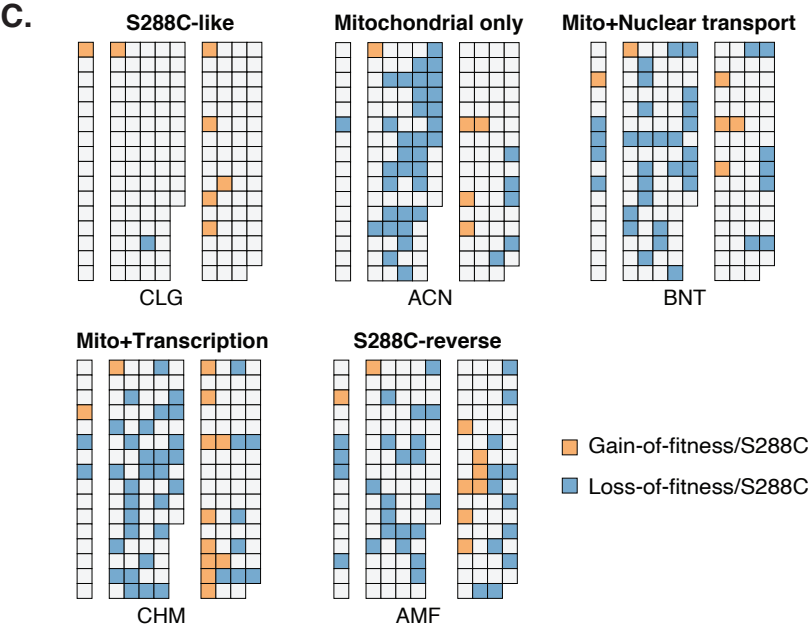 C.
S288C-like
Mitochondrial only
Mito+Nuclear transport
CLG
ACN
BNT
Mito+Transcription
S288C-reverse
Gain-of-fitness/S288C
Loss-of-fitness/S288C
CHM
AMF